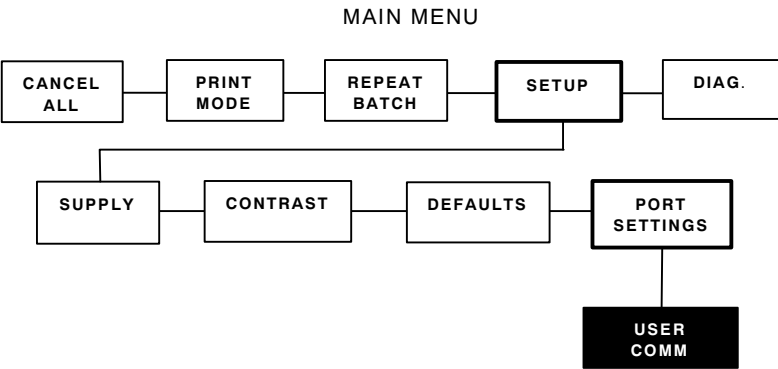 MAIN MENU
CANCEL
ALL
PRINT
MODE
REPEAT
BATCH
SETUP
DIAG.
SUPPLY
CONTRAST
DEFAULTS
PORT
SETTINGS
USER
COMM